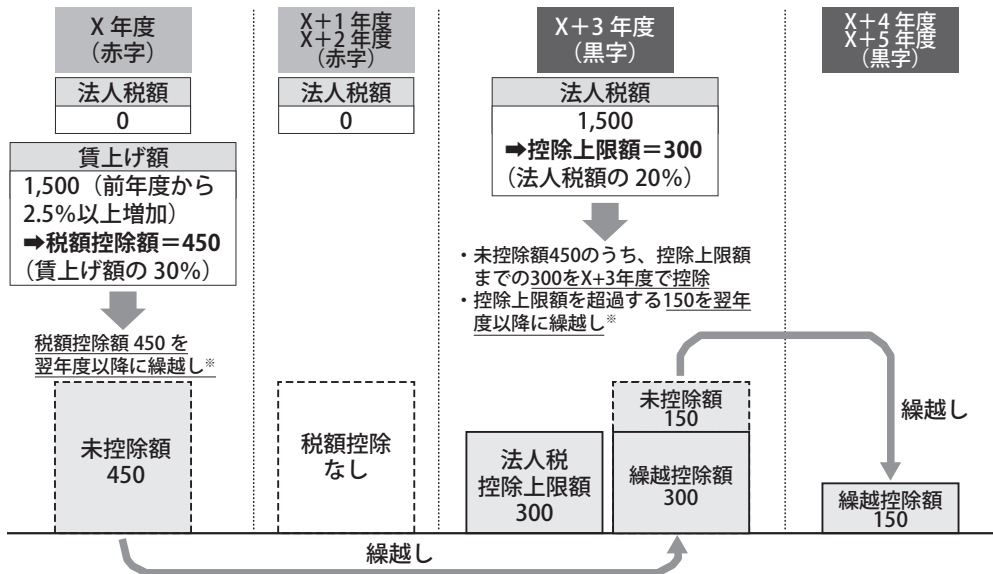 X 年度
（赤字）
法人税額
0
賃上げ額
1,500（前年度から
2.5%以上増加）
➡税額控除額＝450
（賃上げ額の 30%）
税額控除額 450 を
翌年度以降に繰越し※
未控除額
450
X＋1 年度
X＋2 年度
（赤字）
法人税額
0
税額控除
なし
X＋3 年度
（黒字）
法人税額
1,500
➡控除上限額＝300
（法人税額の 20%）
・未控除額450のうち、控除上限額
までの300をX+3年度で控除
・控除上限額を超過する150を翌年
度以降に繰越し※
法人税
控除上限額
300
未控除額
150
繰越控除額
300
X＋4 年度
X＋5 年度
（黒字）
繰越し
繰越控除額
150
繰越し